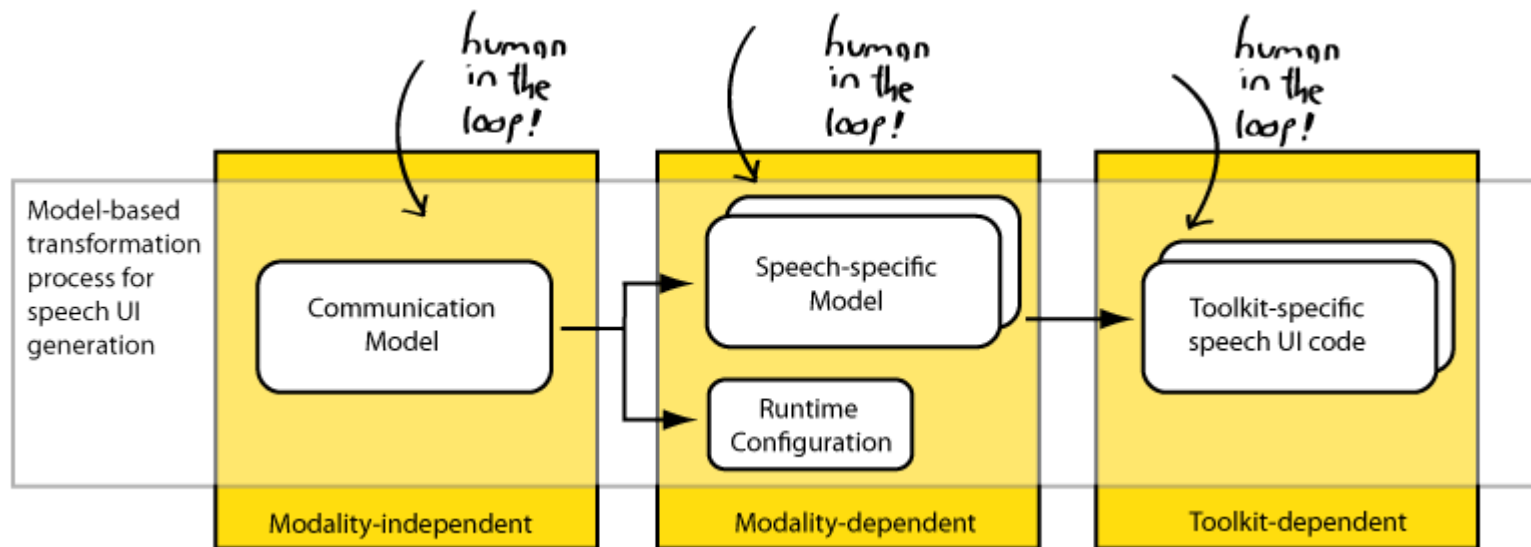 human
in the
loop!
human
in the
loop!
human
in the
loop!
Model-based
transformation
process for
speech UI
generation
Communication
Model
Speech-specific
Model
Runtime
Configuration
Toolkit-specific
speech UI code
Modality-independent
Modality-dependent
Toolkit-dependent